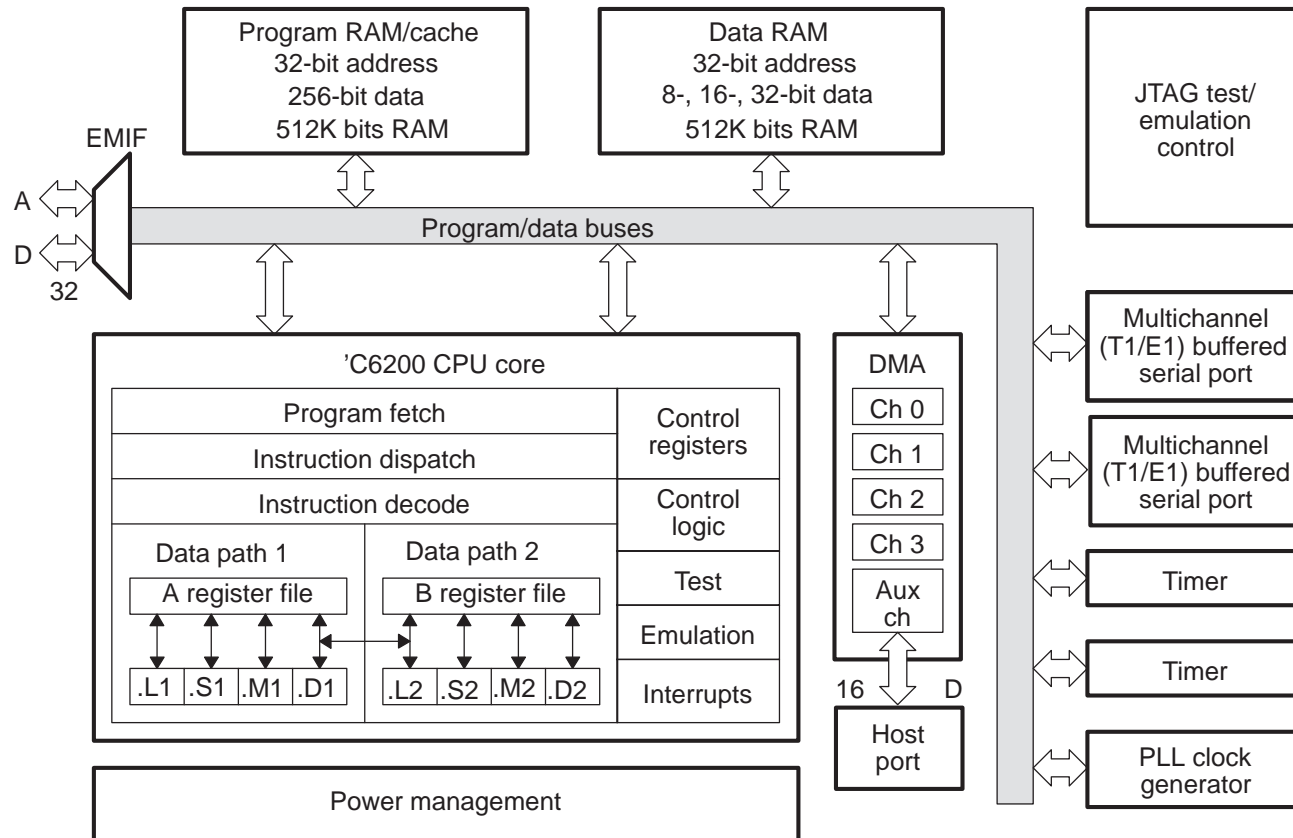 Program RAM/cache
32-bit address
256-bit data
512K bits RAM
Data RAM
32-bit address
8-, 16-, 32-bit data
512K bits RAM
JTAG test/
emulation
control
EMIF
A
D
32
Program/data buses
’C6200 CPU core
Program fetch
Instruction dispatch
Instruction decode
Control
registers
Control
logic
Test
Emulation
Interrupts
Data path 1
A register file
.L1 .S1 .M1 .D1
Data path 2
B register file
.L2 .S2 .M2 .D2
DMA
Ch 0
Ch 1
Ch 2
Ch 3
Aux
ch
16 D
Host
port
Multichannel
(T1/E1) buffered
serial port
Multichannel
(T1/E1) buffered
serial port
Timer
Timer
PLL clock
generator
Power management